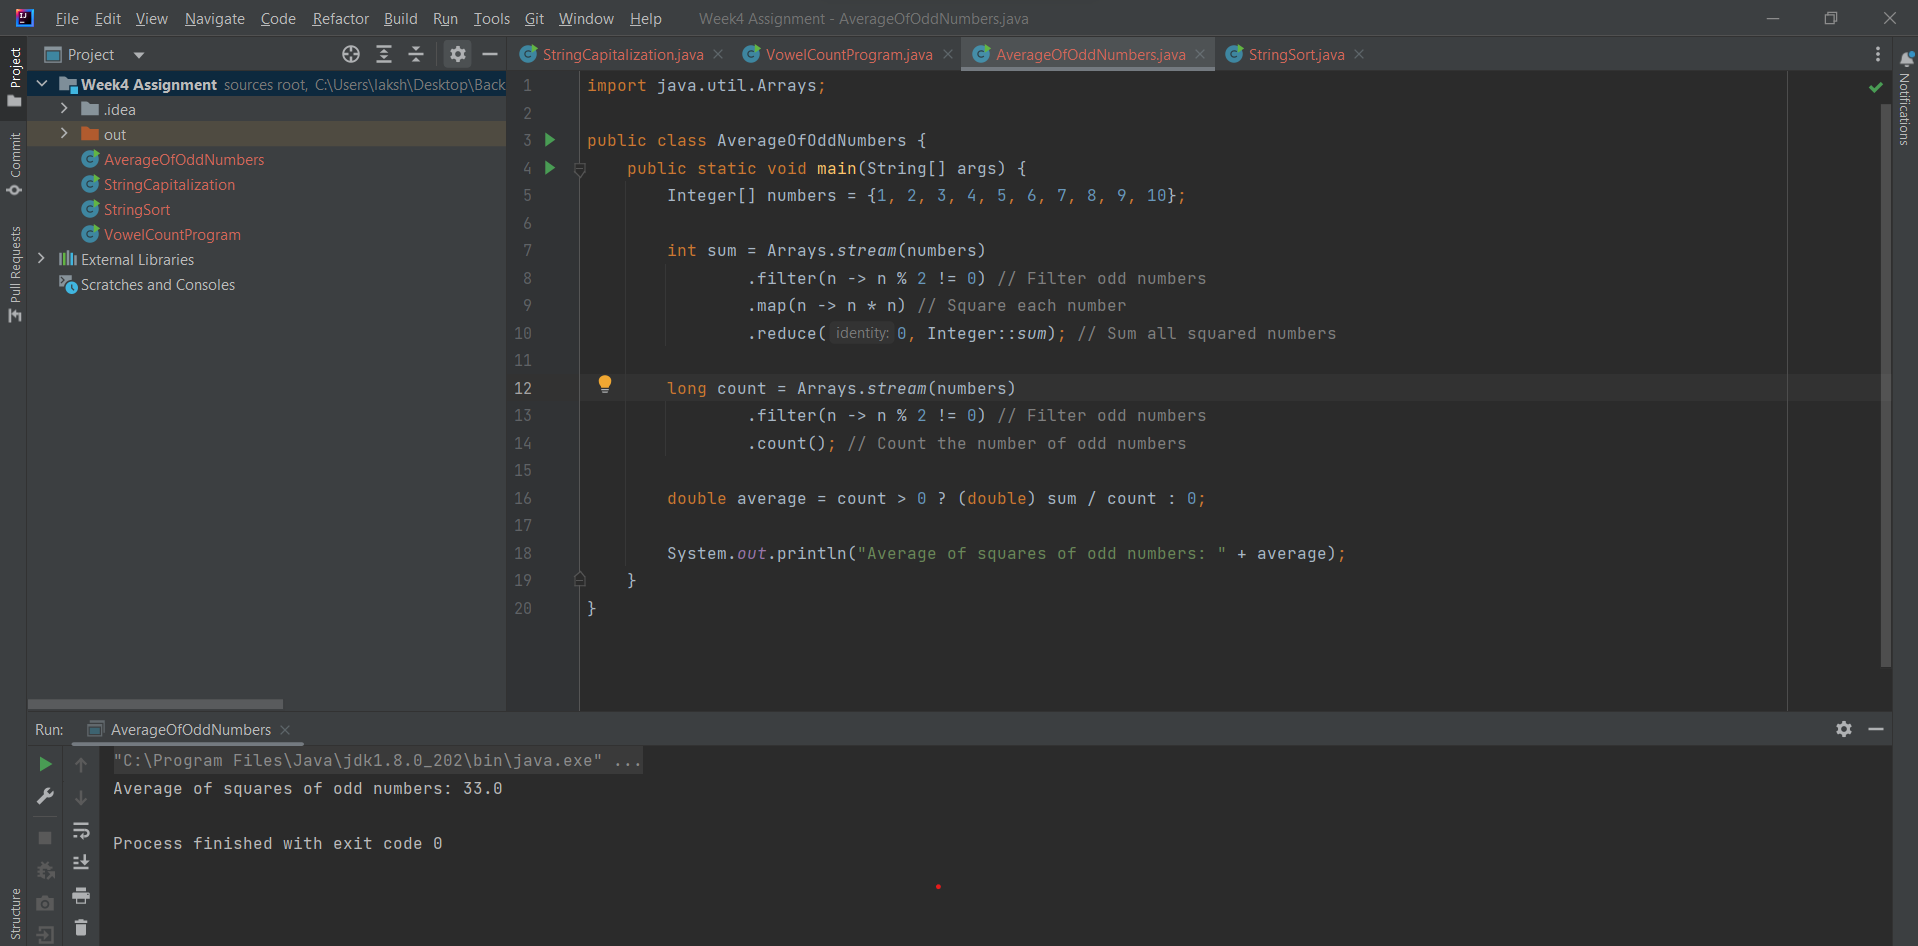 File Edit View Navigate Code Refactor Build Run Tools Git Window Help Week4 Assignment - AverageOfOddNumbers.java
Project
Commit
Pull Requests
Structure
Notifications
Project
Week4 Assignment sources root, C:\Users\laksh\Desktop\Back
.idea
out
AverageOfOddNumbers
StringCapitalization
StringSort
VowelCountProgram
External Libraries
Scratches and Consoles
StringCapitalization.java VowelCountProgram.java AverageOfOddNumbers.java StringSort.java
1 import java.util.Arrays;
2
3 public class AverageOfOddNumbers {
4 public static void main(String[] args) {
5 Integer[] numbers = {1, 2, 3, 4, 5, 6, 7, 8, 9, 10};
6
7 int sum = Arrays.stream(numbers)
8 .filter(n -> n % 2 != 0) // Filter odd numbers
9 .map(n -> n * n) // Square each number
10 .reduce( identity: 0, Integer::sum); // Sum all squared numbers
11
12 long count = Arrays.stream(numbers)
13 .filter(n -> n % 2 != 0) // Filter odd numbers
14 .count(); // Count the number of odd numbers
15
16 double average = count > 0 ? (double) sum / count : 0;
17
18 System.out.println("Average of squares of odd numbers: " + average);
19 }
20 }
Run: AverageOfOddNumbers
"C:\Program Files\Java\jdk1.8.0_202\bin\java.exe" ...
Average of squares of odd numbers: 33.0
Process finished with exit code 0